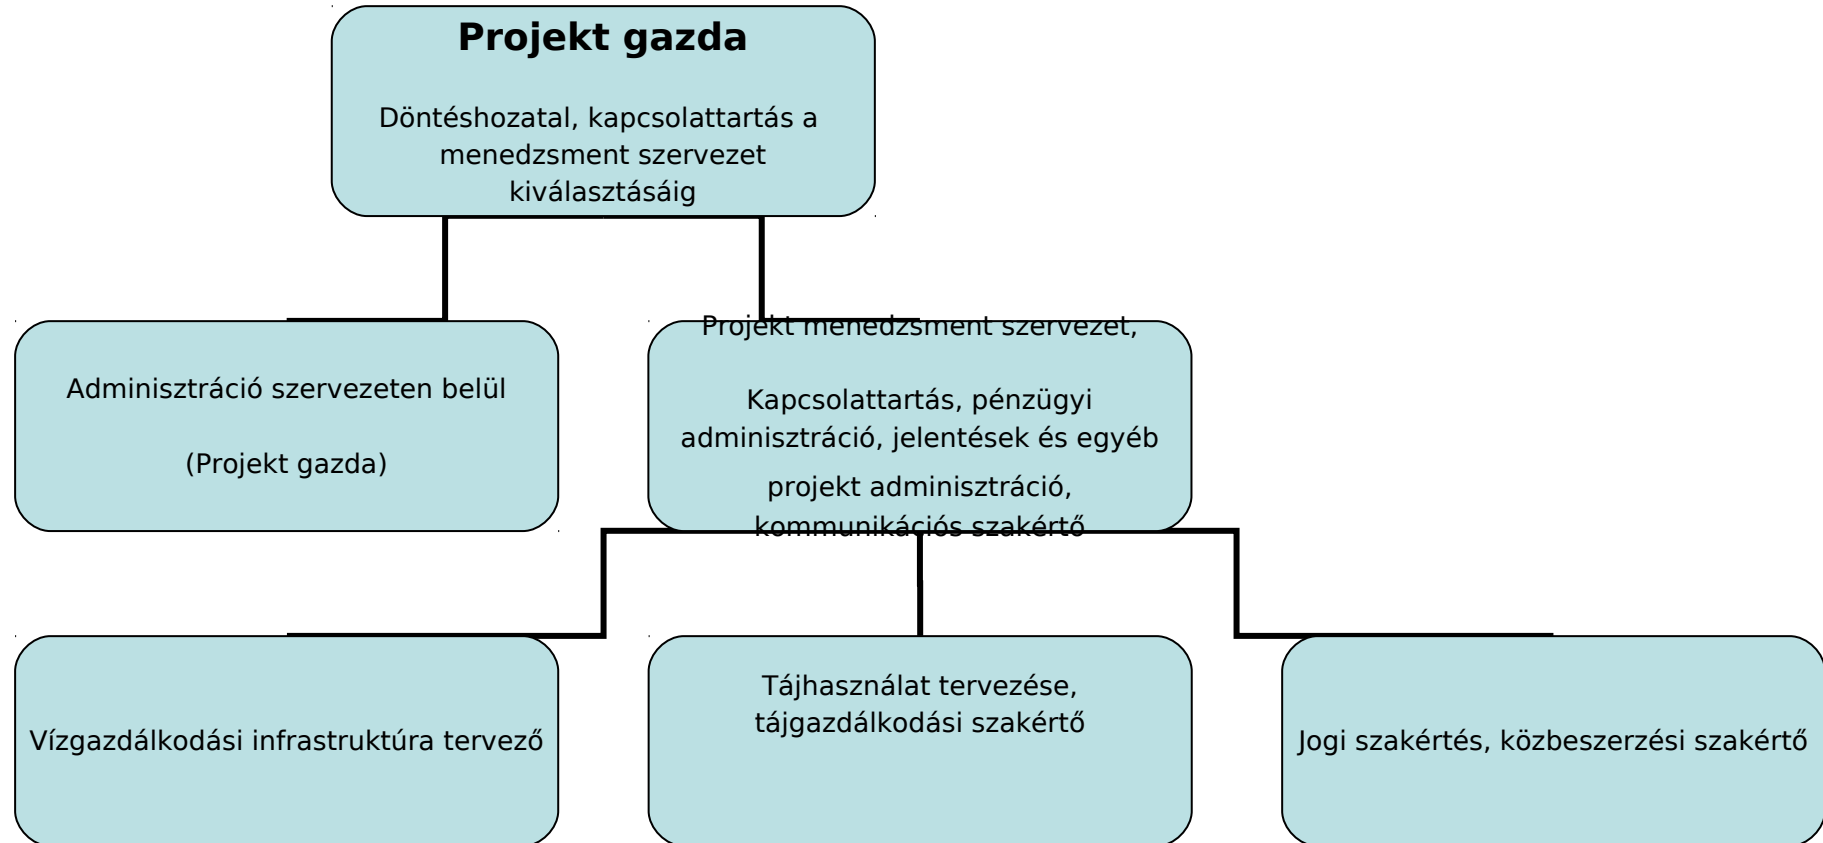 Projekt gazda
Döntéshozatal, kapcsolattartás a
menedzsment szervezet
kiválasztásáig
Adminisztráció szervezeten belül
(Projekt gazda)
Projekt menedzsment szervezet,
Kapcsolattartás, pénzügyi
adminisztráció, jelentések és egyéb
projekt adminisztráció,
kommunikációs szakértő
Vízgazdálkodási infrastruktúra tervező
Tájhasználat tervezése,
tájgazdálkodási szakértő
Jogi szakértés, közbeszerzési szakértő